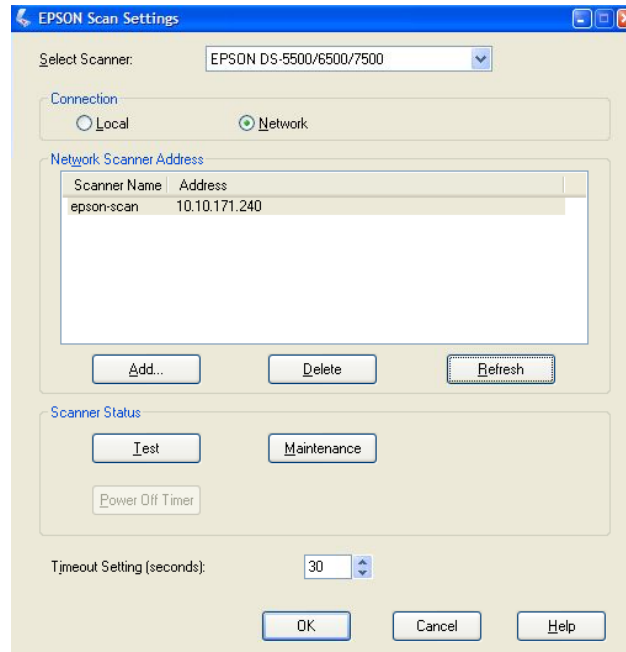 EPSON Scan Settings
Select Scanner: EPSON DS-5500/6500/7500
Connection
Local Network
Network Scanner Address
Scanner Name Address
epson-scan 10.10.171.240
Add... Delete Refresh
Scanner Status
Test Maintenance
Power Off Timer
Timeout Setting (seconds): 30
OK Cancel Help